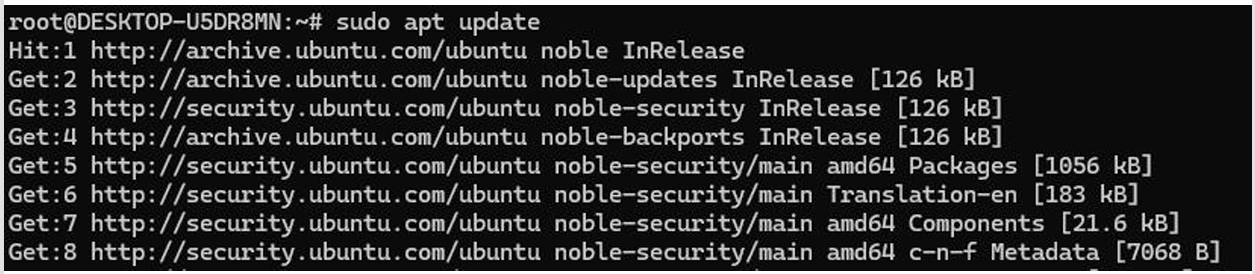 root@DESKTOP-U5DR8MN:~# sudo apt update
Hit:1 http://archive.ubuntu.com/ubuntu noble InRelease
Get:2 http://archive.ubuntu.com/ubuntu noble-updates InRelease [126 kB]
Get:3 http://security.ubuntu.com/ubuntu noble-security InRelease [126 kB]
Get:4 http://archive.ubuntu.com/ubuntu noble-backports InRelease [126 kB]
Get:5 http://security.ubuntu.com/ubuntu noble-security/main amd64 Packages [1056 kB]
Get:6 http://security.ubuntu.com/ubuntu noble-security/main Translation-en [183 kB]
Get:7 http://security.ubuntu.com/ubuntu noble-security/main amd64 Components [21.6 kB]
Get:8 http://security.ubuntu.com/ubuntu noble-security/main amd64 c-n-f Metadata [7068 B]